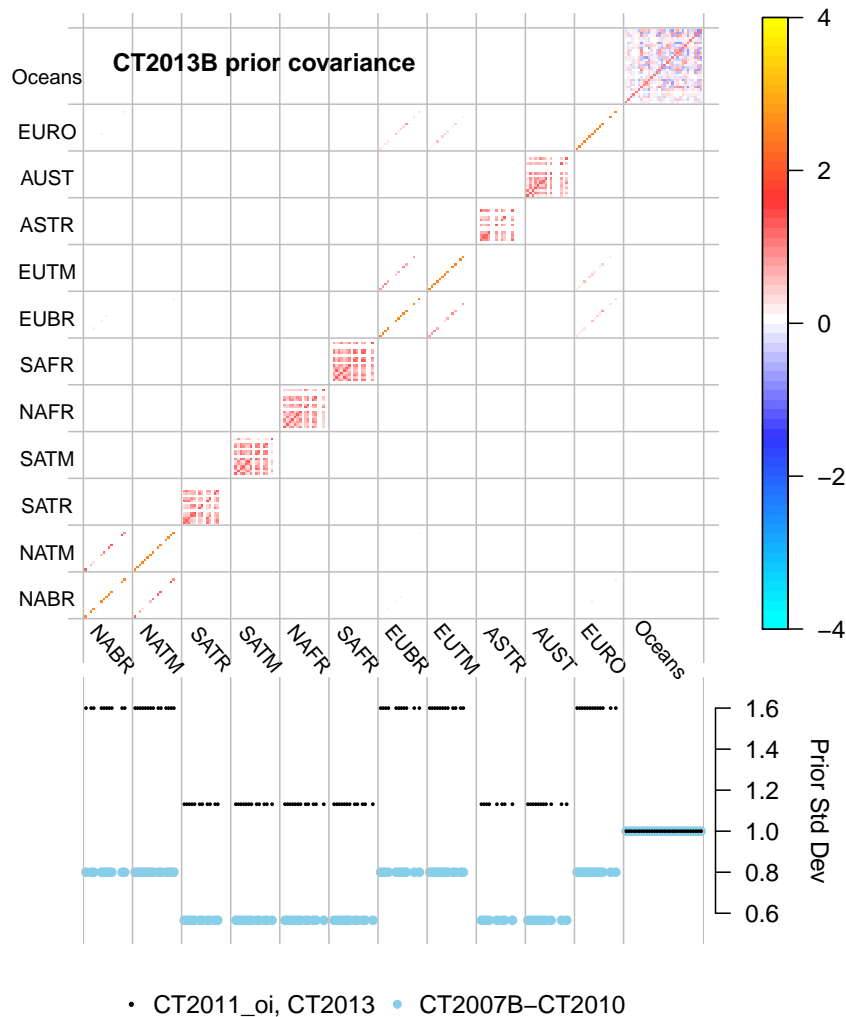 CT2013B prior covariance
Oceans
EURO
AUST
ASTR
EUTM
EUBR
SAFR
NAFR
SATM
SATR
NATM
NABR
4
2
0
−2
−4
NABR
NATM
SATR
SATM
NAFR
SAFR
EUBR
EUTM
ASTR
AUST
EURO
Oceans
1.6
1.4
1.2
1.0
0.8
0.6
Prior Std Dev
CT2011_oi, CT2013
CT2007B−CT2010